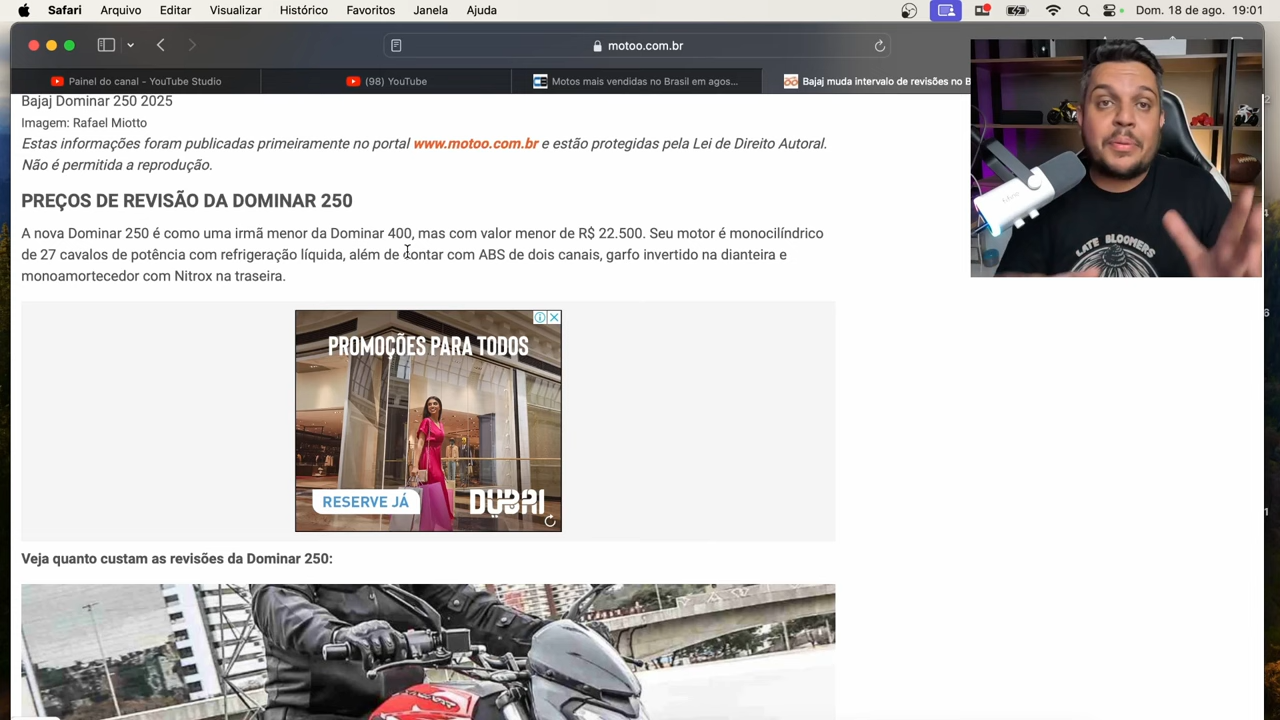 Safari Arquivo Editar Visualizar Histórico Favoritos Janela Ajuda Dom. 18 de ago. 19:01
motoo.com.br
Painel do canal - YouTube Studio (98) YouTube Motos mais vendidas no Brasil em agos... Bajaj muda intervalo de revisões no B
Bajaj Dominar 250 2025
Imagem: Rafael Miotto
Estas informações foram publicadas primeiramente no portal www.motoo.com.br e estão protegidas pela Lei de Direito Autoral.
Não é permitida a reprodução.
PREÇOS DE REVISÃO DA DOMINAR 250
A nova Dominar 250 é como uma irmã menor da Dominar 400, mas com valor menor de R$ 22.500. Seu motor é monocilíndrico
de 27 cavalos de potência com refrigeração líquida, além de contar com ABS de dois canais, garfo invertido na dianteira e
monoamortecedor com Nitrox na traseira.
PROMOÇÕES PARA TODOS
RESERVE JÁ
DUBAI
Veja quanto custam as revisões da Dominar 250:
LATE BLOOMERS